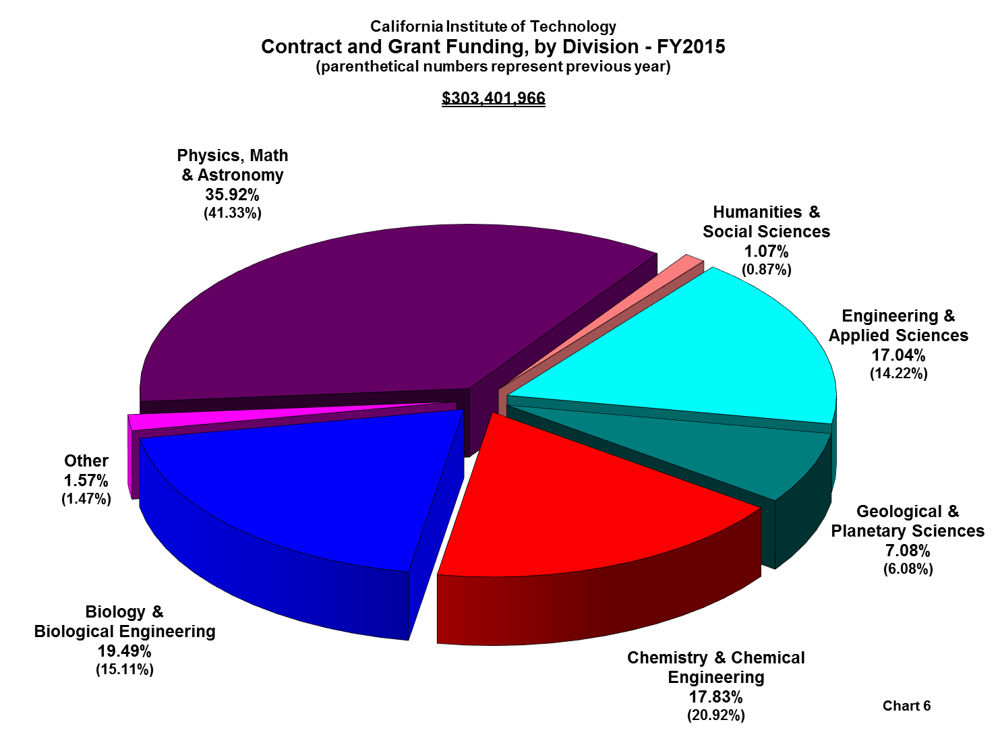 California Institute of Technology
Contract and Grant Funding, by Division - FY2015
(parenthetical numbers represent previous year)
$303,401,966
Physics, Math
& Astronomy
35.92%
(41.33%)
Humanities &
Social Sciences
1.07%
(0.87%)
Engineering &
Applied Sciences
17.04%
(14.22%)
Other
1.57%
(1.47%)
Geological &
Planetary Sciences
7.08%
(6.08%)
Biology &
Biological Engineering
19.49%
(15.11%)
Chemistry & Chemical
Engineering
17.83%
(20.92%)
Chart 6